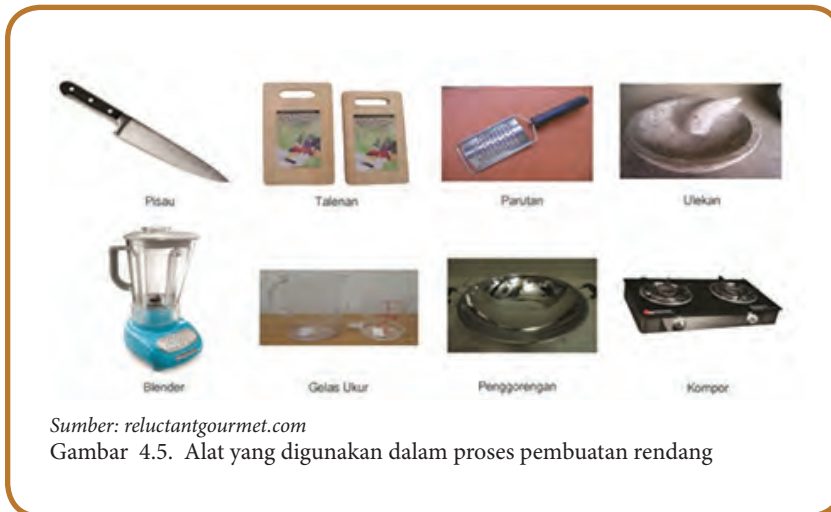 Pisau
Talenan
Parutan
Ulekan
Blender
Gelas Ukur
Penggorengan
Kompor
Sumber: reluctantgourmet.com
Gambar 4.5. Alat yang digunakan dalam proses pembuatan rendang